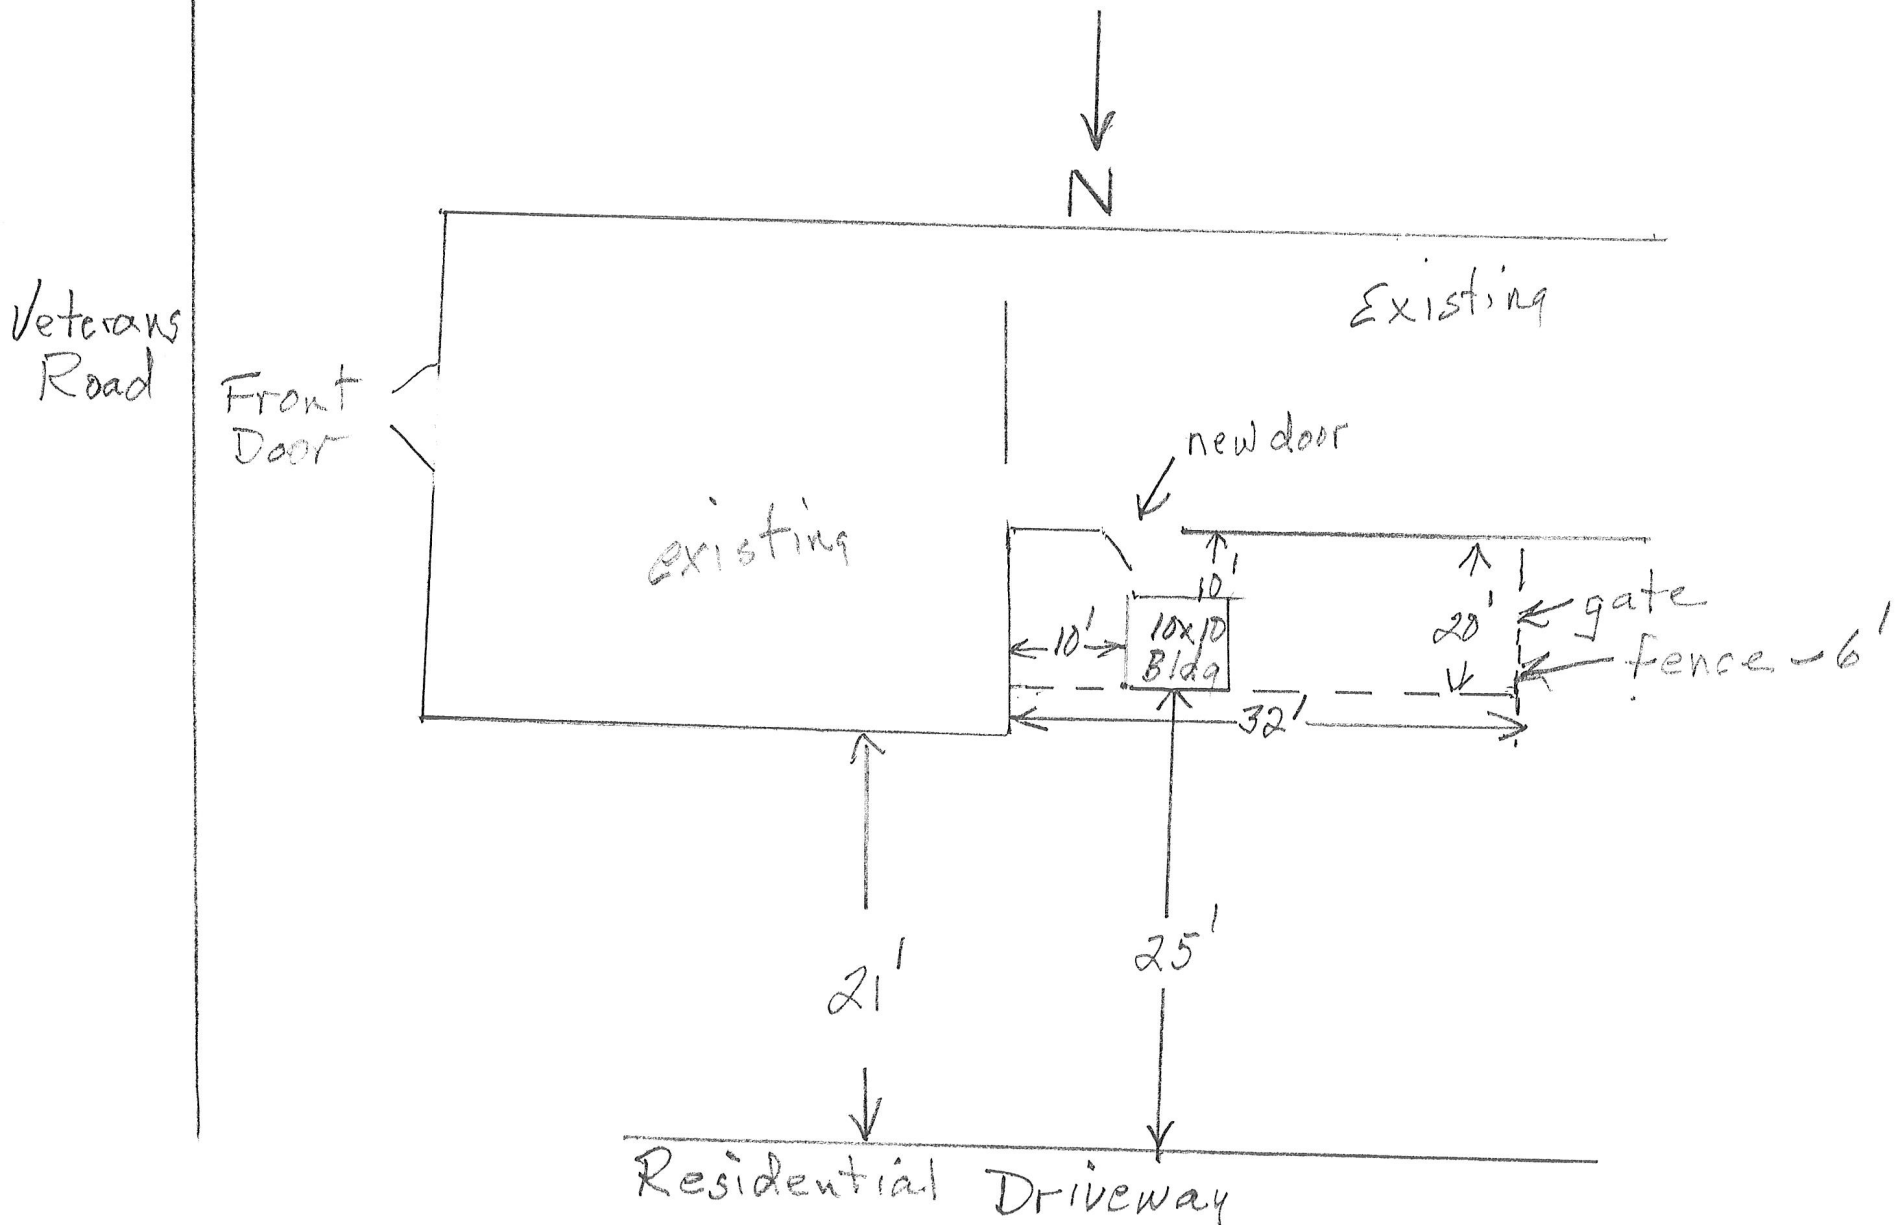 N
Existing
Veterans
Road
Front
Door
new door
existing
10'
10'
10x10
Bldg
20'
gate
fence - 6'
32'
21'
25'
Residential Driveway